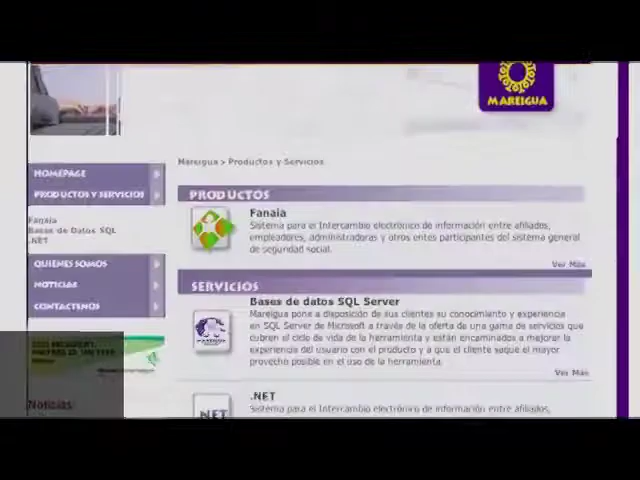 MAREIGUA
Mareigua > Productos y Servicios
HOMEPAGE
PRODUCTOS Y SERVICIOS
Fanaia
Bases de Datos SQL
.NET
QUIENES SOMOS
NOTICIAS
CONTACTENOS
Noticias
PRODUCTOS
Fanaia
Sistema para el Intercambio electrónico de información entre afiliados,
empleadores, administradoras y otros entes participantes del sistema general
de seguridad social.
Ver Más
SERVICIOS
Bases de datos SQL Server
Mareigua pone a disposición de sus clientes su conocimiento y experiencia
en SQL Server de Microsoft a través de la oferta de una gama de servicios que
cubren el ciclo de vida de la herramienta y están encaminados a mejorar la
experiencia del usuario con el producto y a que el cliente saque el mayor
provecho posible en el uso de la herramienta.
Ver Más
.NET
.NET
Sistema para el Intercambio electrónico de información entre afiliados,